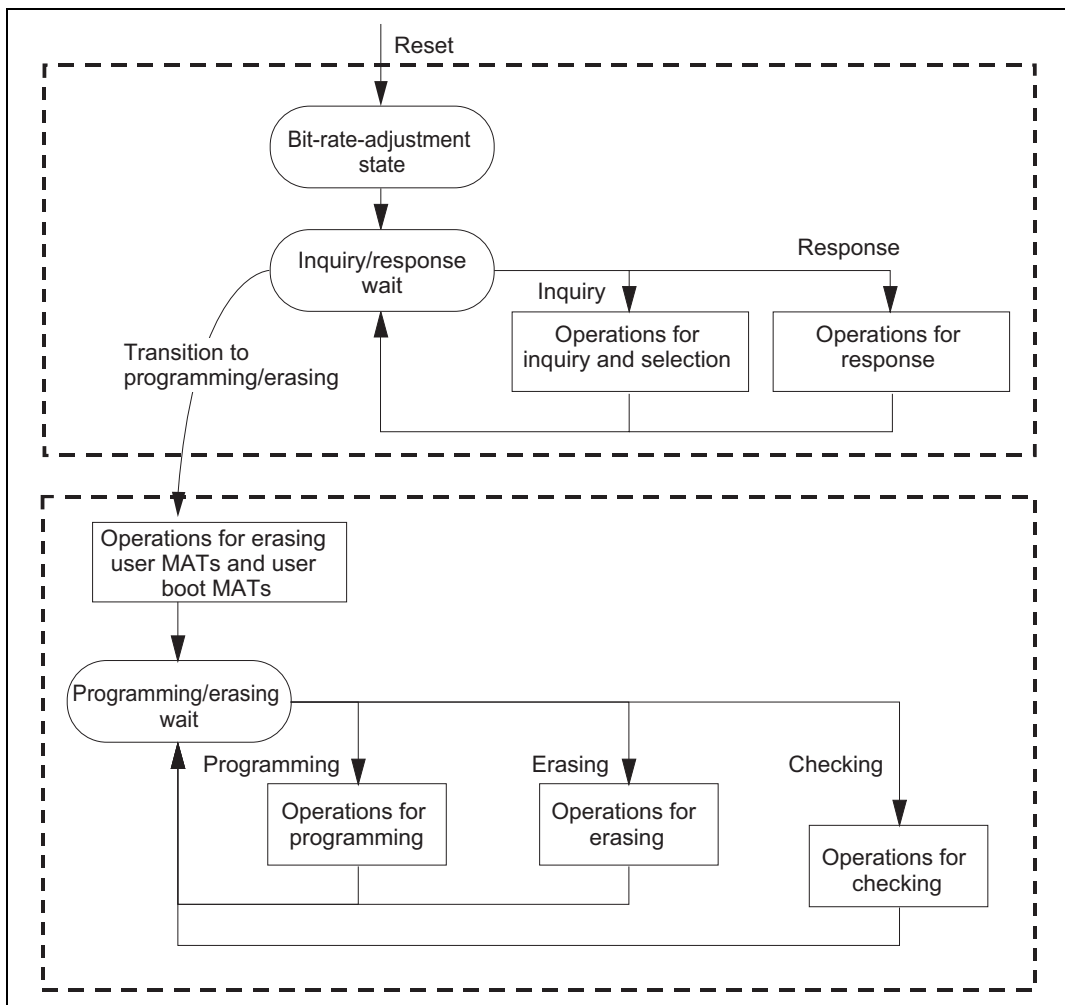 Reset
Bit-rate-adjustment
state
Inquiry/response
wait
Response
Inquiry
Operations for
inquiry and selection
Operations for
response
Transition to
programming/erasing
Operations for erasing
user MATs and user
boot MATs
Programming/erasing
wait
Programming
Erasing
Checking
Operations for
programming
Operations for
erasing
Operations for
checking